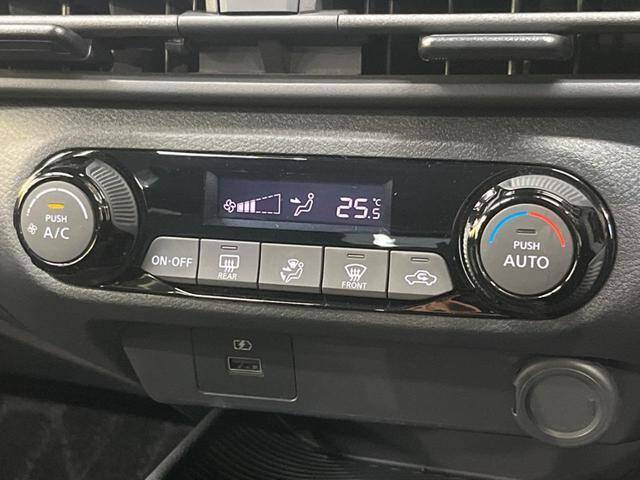 25.5°C
PUSH
A/C
ON·OFF
REAR
FRONT
PUSH
AUTO